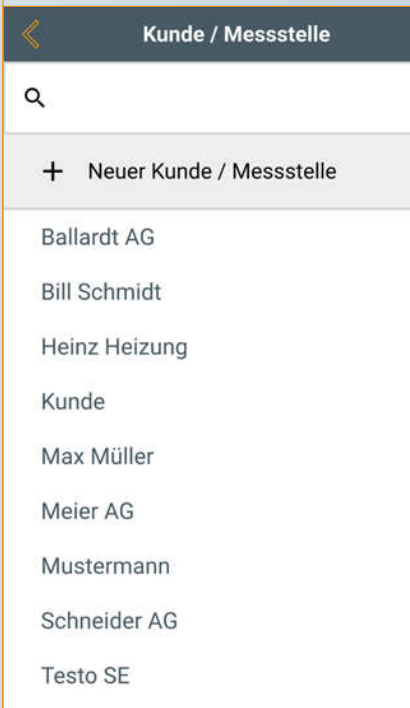 Kunde / Messstelle
Neuer Kunde / Messstelle
Ballardt AG
Bill Schmidt
Heinz Heizung
Kunde
Max Müller
Meier AG
Mustermann
Schneider AG
Testo SE